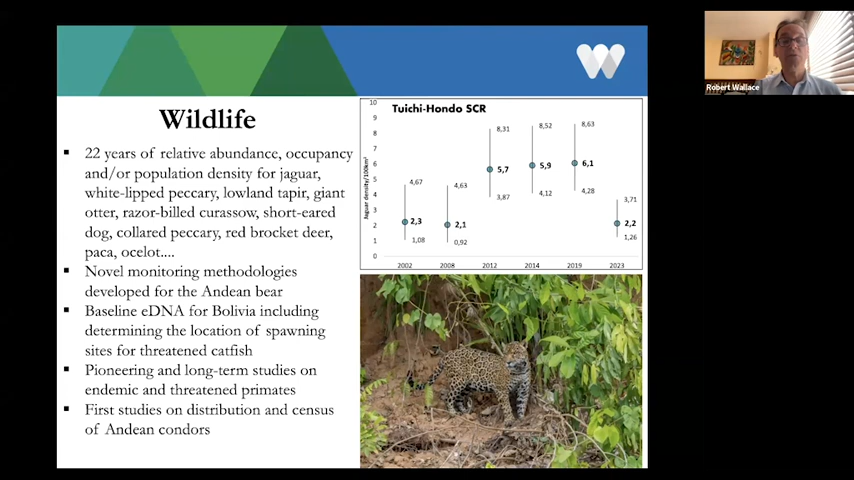 Wildlife
▪ 22 years of relative abundance, occupancy
and/or population density for jaguar,
white-lipped peccary, lowland tapir, giant
otter, razor-billed curassow, short-eared
dog, collared peccary, red brocket deer,
paca, ocelot....
▪ Novel monitoring methodologies
developed for the Andean bear
▪ Baseline eDNA for Bolivia including
determining the location of spawning
sites for threatened catfish
▪ Pioneering and long-term studies on
endemic and threatened primates
▪ First studies on distribution and census
of Andean condors
Tuichi-Hondo SCR
Jaguar density/100km²
10
9
8
7
6
5
4
3
2
1
0
4,67
2,3
1,08
4,63
2,1
0,92
8,31
5,7
3,87
8,52
5,9
4,12
8,63
6,1
4,28
3,71
2,2
1,26
2002 2008 2012 2014 2019 2023
Robert Wallace